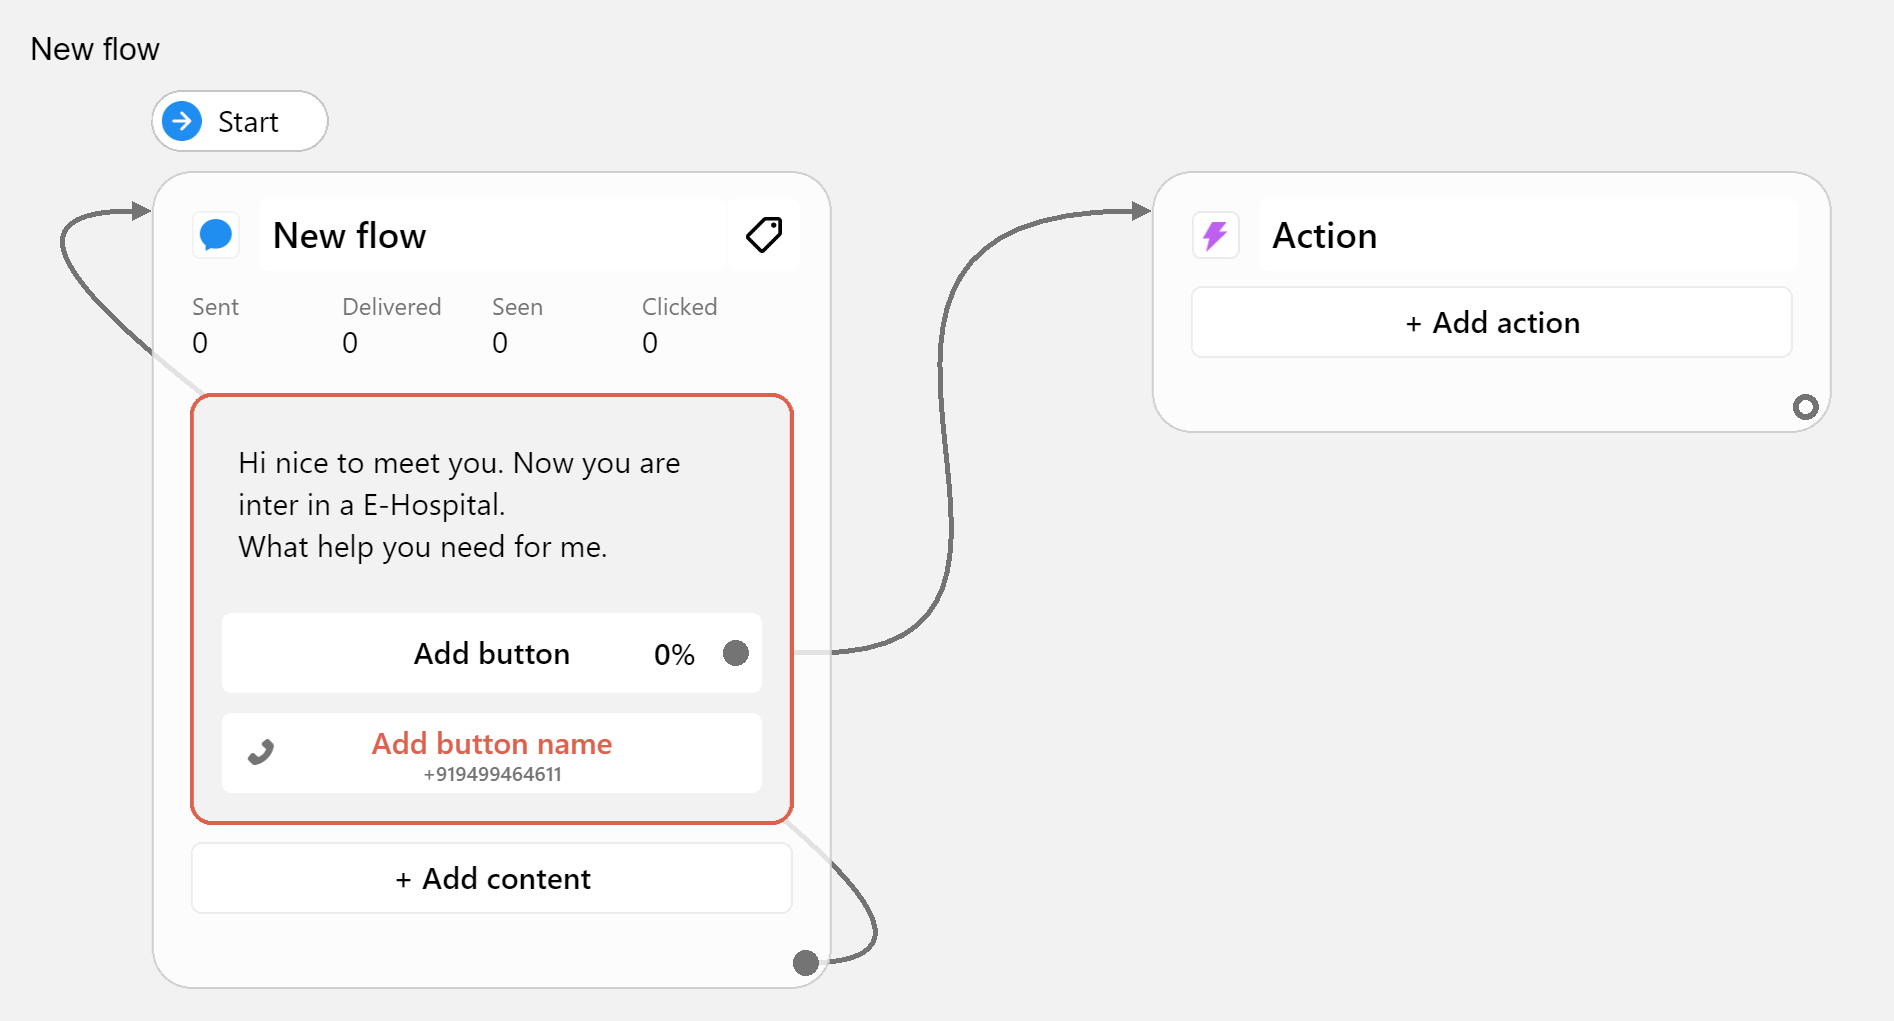 New flow
Start
New flow
Sent Delivered Seen Clicked
0 0 0 0
Hi nice to meet you. Now you are
inter in a E-Hospital.
What help you need for me.
Add button 0%
Add button name
+919499464611
+ Add content
Action
+ Add action